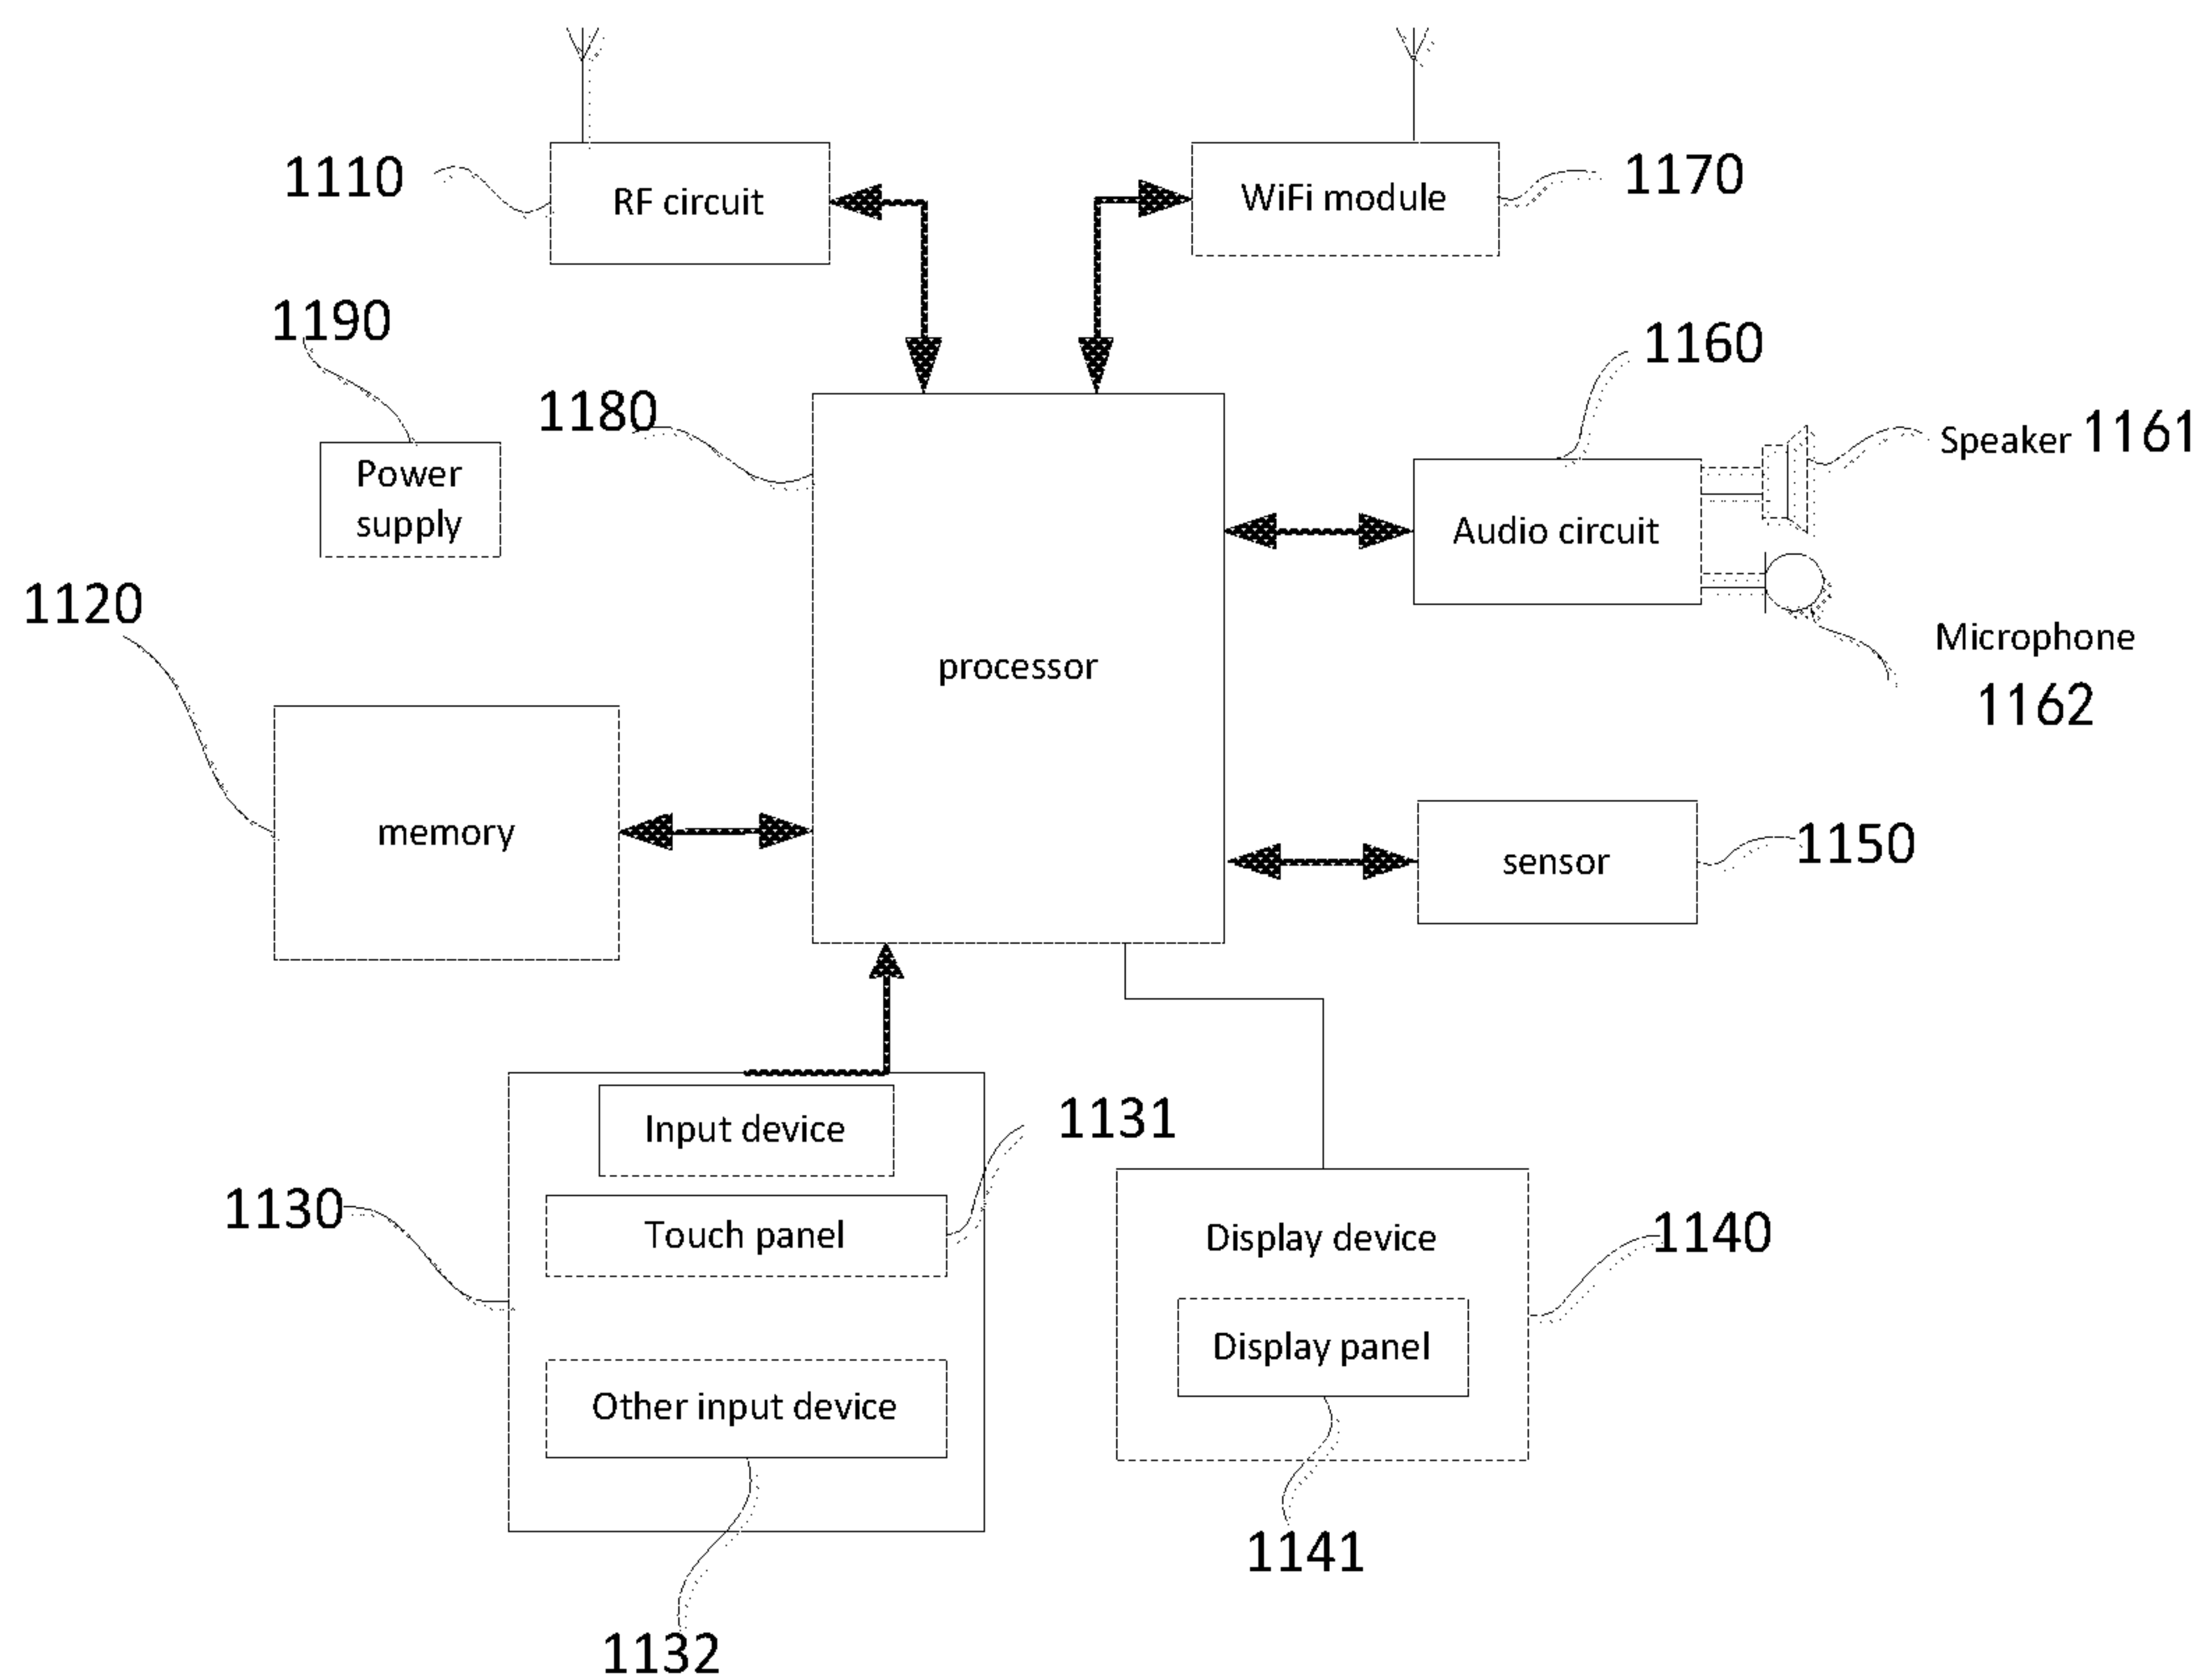 1110
RF circuit
WiFi module
1170
1190
1160
1180
Speaker 1161
Power
supply
Audio circuit
1120
Microphone
1162
processor
memory
sensor
1150
Input device
1131
1130
Touch panel
Display device
1140
Display panel
Other input device
1141
1132